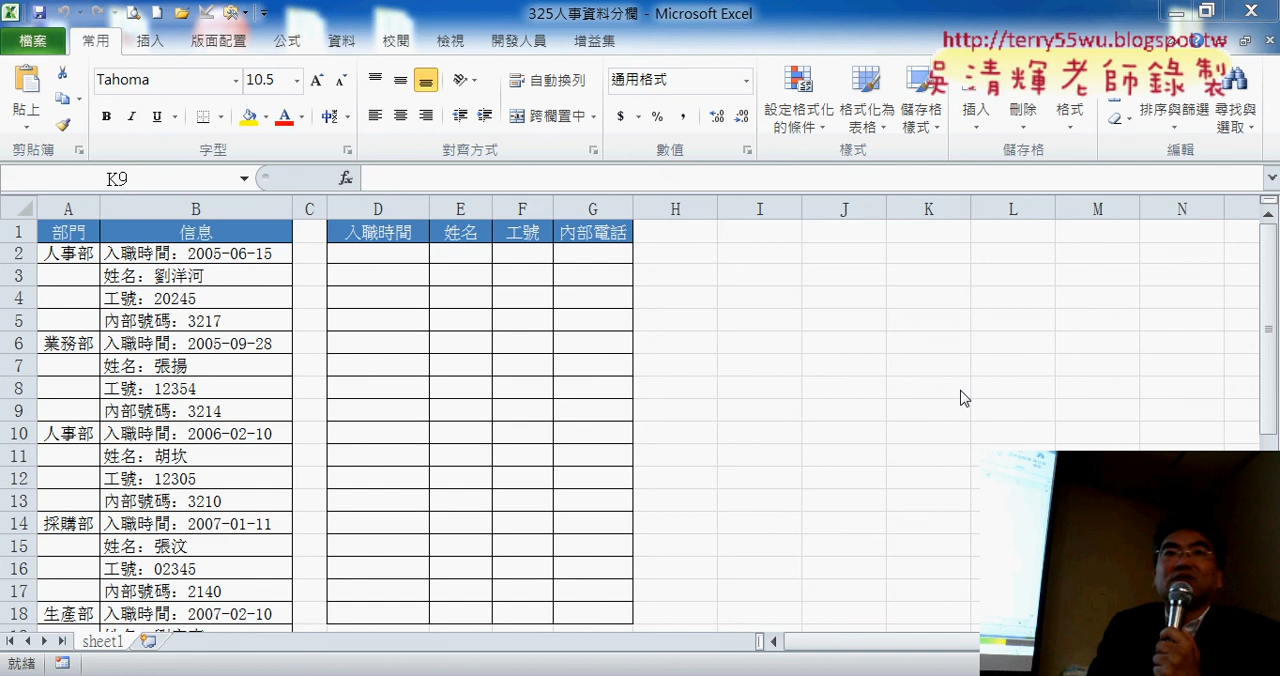 325人事資料分欄 - Microsoft Excel
檔案 常用 插入 版面配置 公式 資料 校閱 檢視 開發人員 增益集
http://terry55wu.blogspot.tw
吳清輝老師錄製
貼上 Tahoma 10.5 自動換列 通用格式 設定格式化的條件 格式化為表格 儲存格樣式 插入 刪除 格式 排序與篩選 尋找與選取
B I U 跨欄置中 $ % ,
剪貼簿 字型 對齊方式 數值 樣式 儲存格 編輯
K9 fx
A B C D E F G H I J K L M N
1 部門 信息 入職時間 姓名 工號 內部電話
2 人事部 入職時間：2005-06-15
3 姓名：劉洋河
4 工號：20245
5 內部號碼：3217
6 業務部 入職時間：2005-09-28
7 姓名：張揚
8 工號：12354
9 內部號碼：3214
10 人事部 入職時間：2006-02-10
11 姓名：胡坎
12 工號：12305
13 內部號碼：3210
14 採購部 入職時間：2007-01-11
15 姓名：張汶
16 工號：02345
17 內部號碼：2140
18 生產部 入職時間：2007-02-10
sheet1
就緒